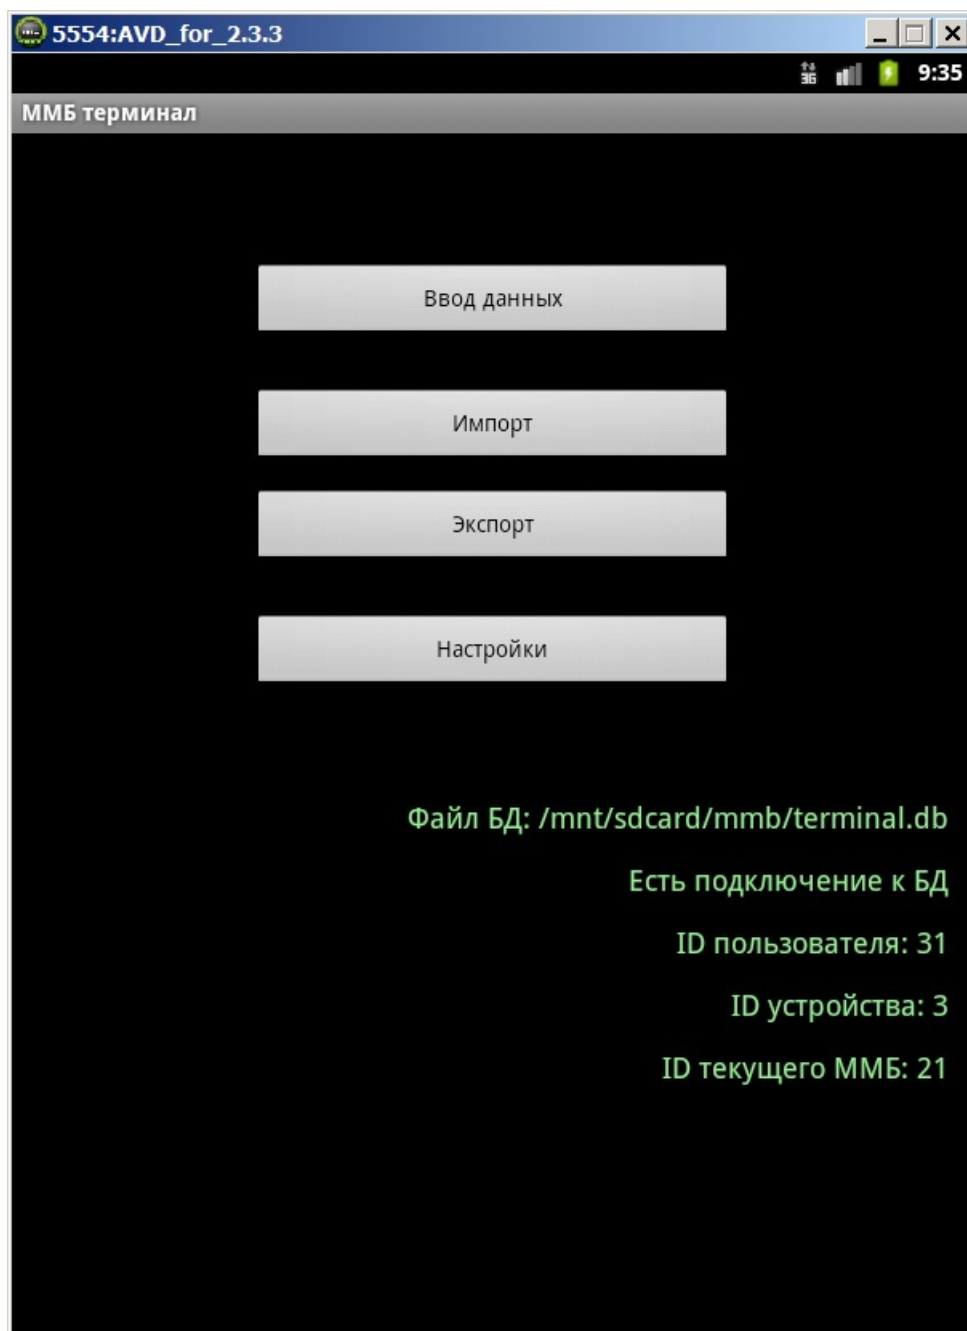 5554:AVD_for_2.3.3
3G 9:35
ММБ терминал
Ввод данных
Импорт
Экспорт
Настройки
Файл БД: /mnt/sdcard/mmb/terminal.db
Есть подключение к БД
ID пользователя: 31
ID устройства: 3
ID текущего ММБ: 21